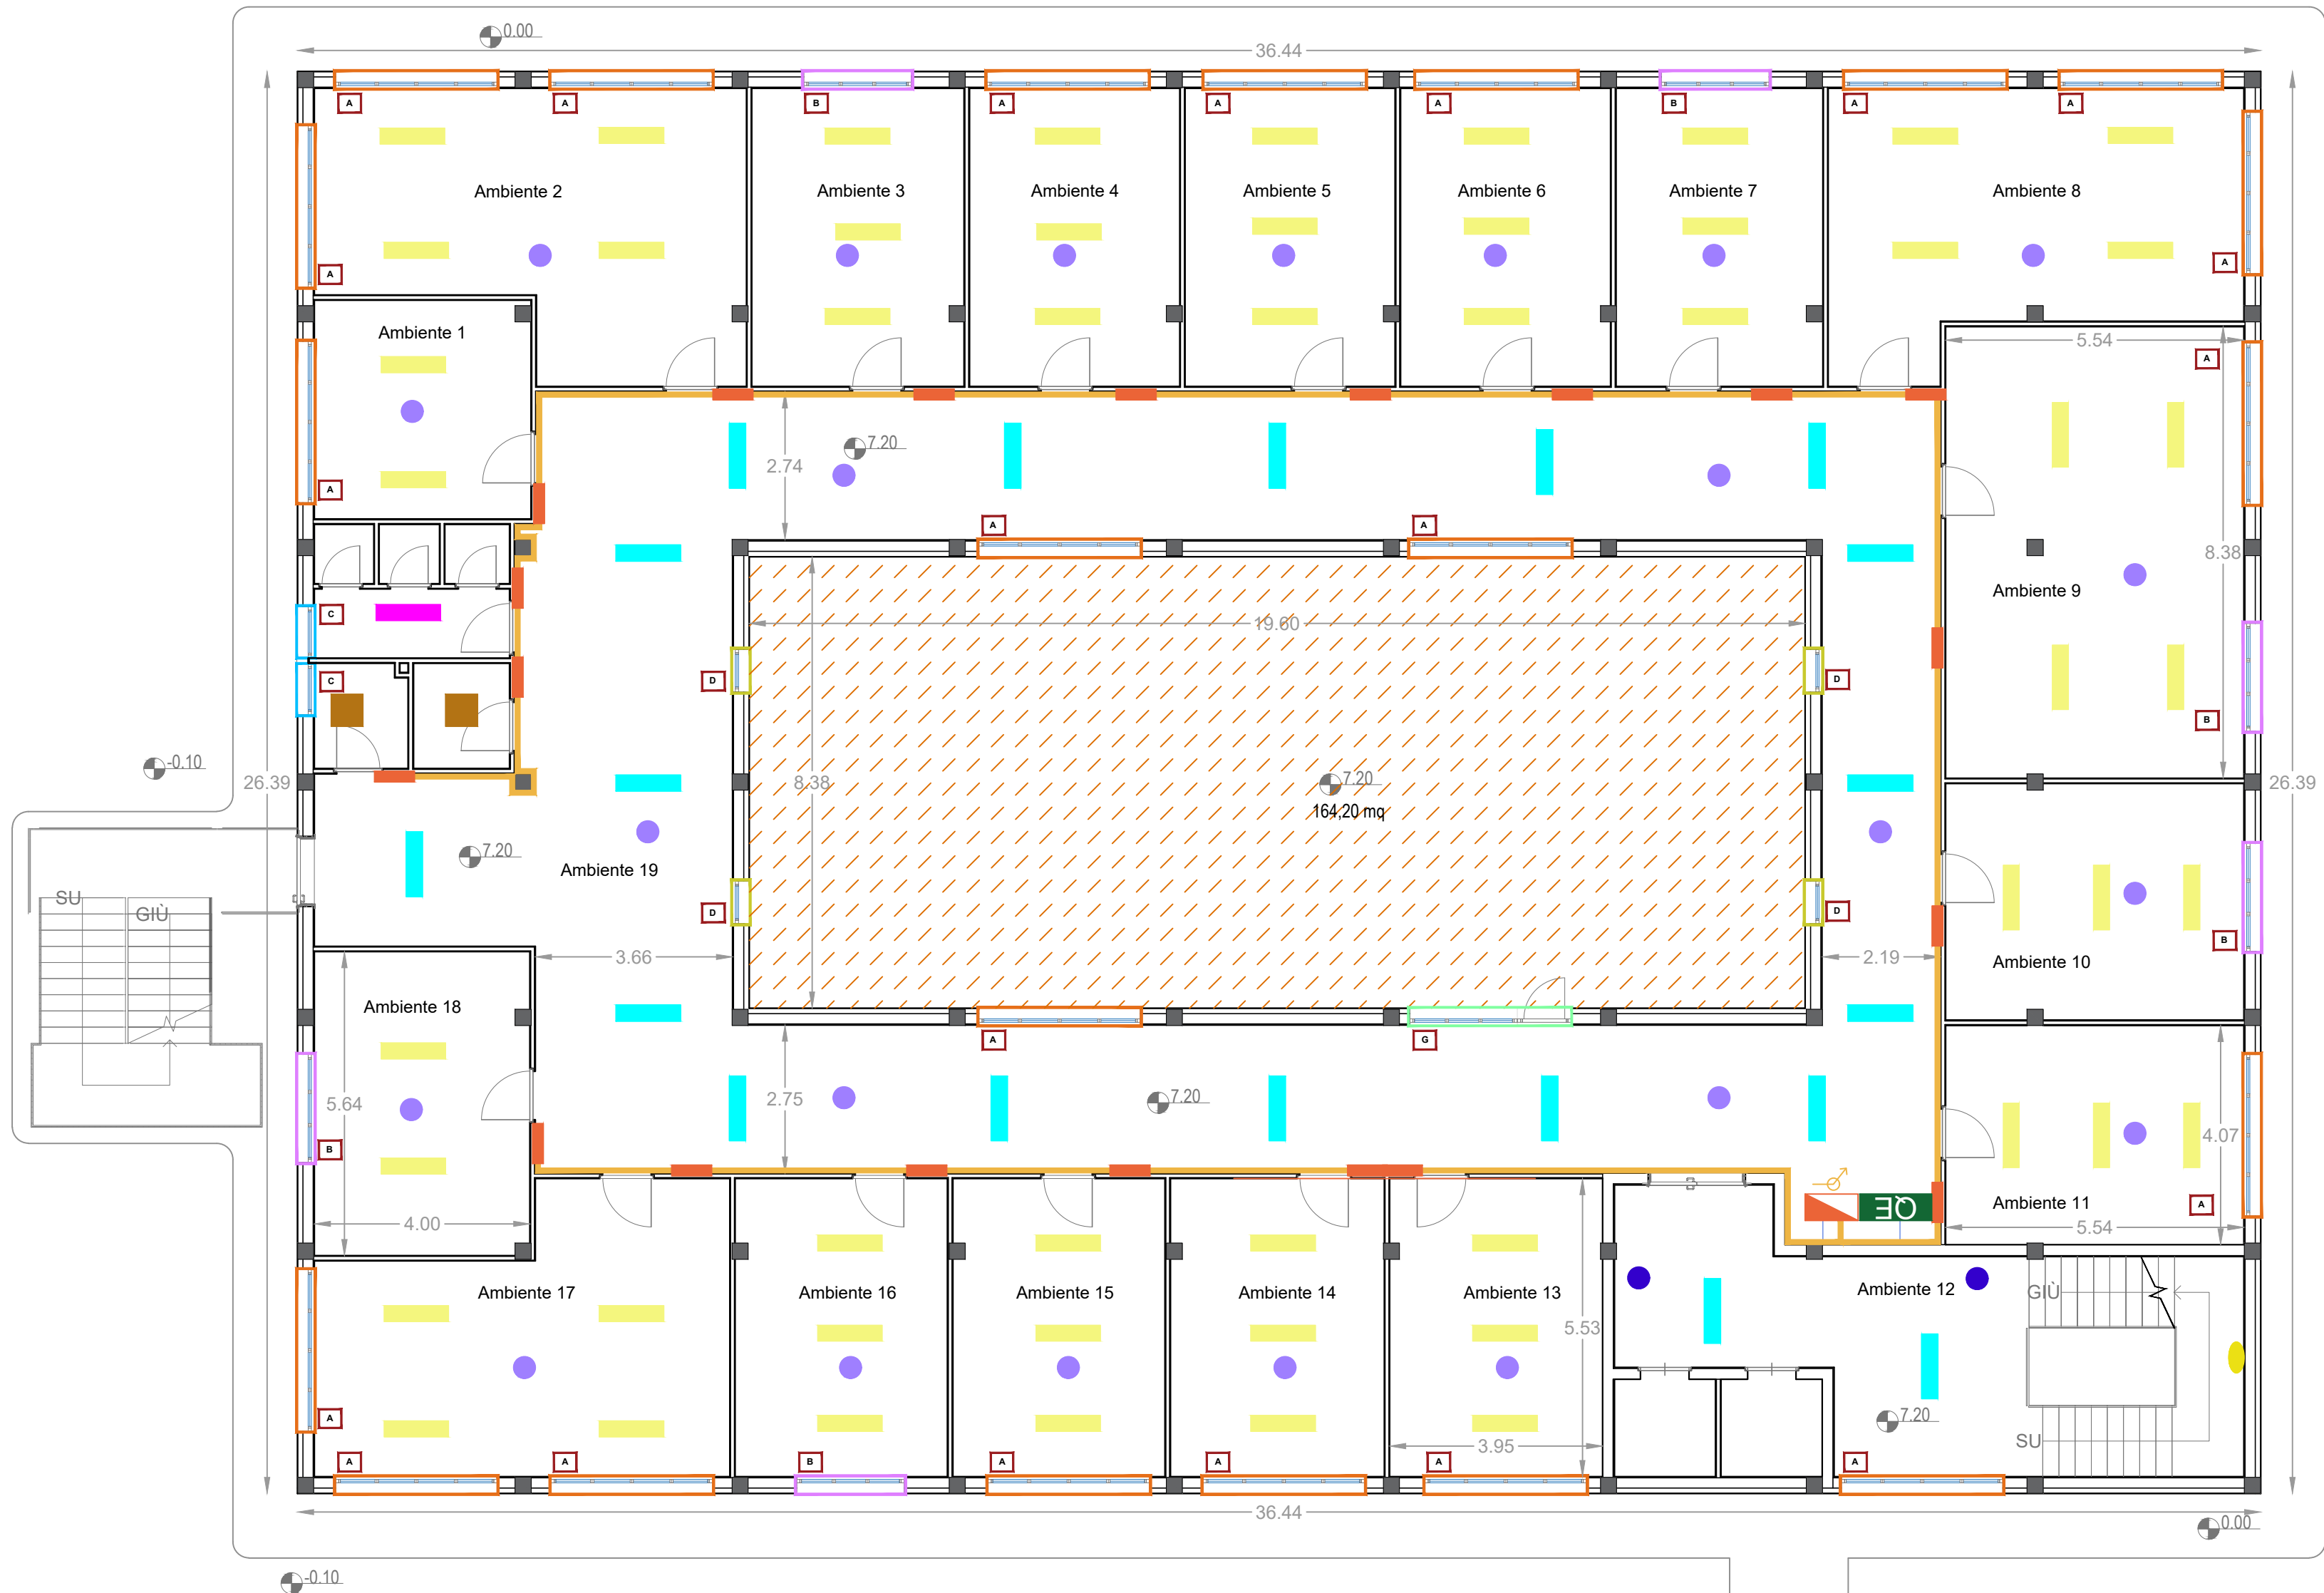 0.00
36.44
A A B A A A B A A
Ambiente 2 Ambiente 3 Ambiente 4 Ambiente 5 Ambiente 6 Ambiente 7 Ambiente 8
A A
Ambiente 1 5.54
A
7.20
2.74
A
A A
8.38
Ambiente 9
C
19.60
C D D
B
-0.10 26.39 8.38 7.20 26.39
164,20 mq
7.20
Ambiente 19
SU
GIÙ
D D
B
3.66 2.19 Ambiente 10
Ambiente 18
A G
5.64 2.75 7.20
4.07
B
Ambiente 11 A
QE
4.00 5.54
Ambiente 17 Ambiente 16 Ambiente 15 Ambiente 14 Ambiente 13 Ambiente 12 GIÙ
5.53
A 7.20
3.95 SU
A A B A A A A
36.44
0.00
-0.10